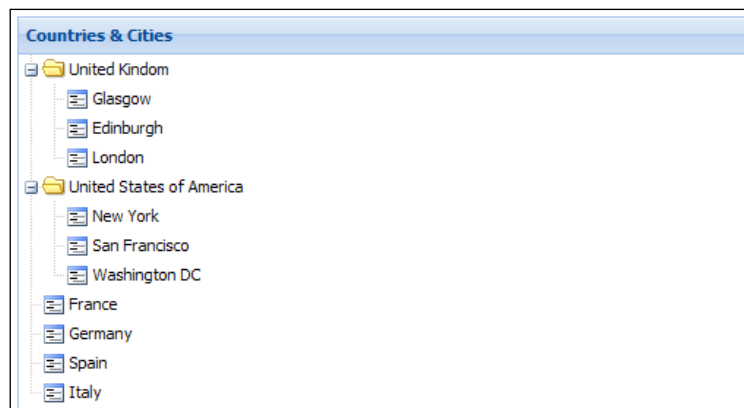 Countries & Cities
United Kindom
Glasgow
Edinburgh
London
United States of America
New York
San Francisco
Washington DC
France
Germany
Spain
Italy